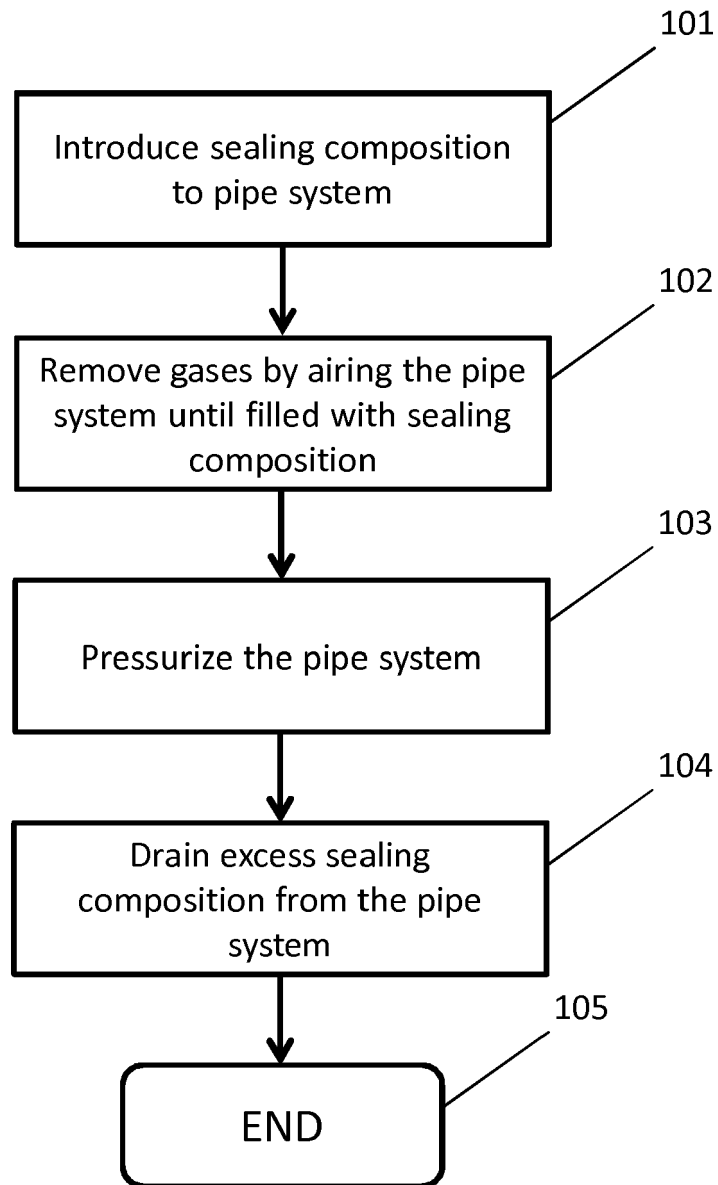 101
Introduce sealing composition
to pipe system
102
Remove gases by airing the pipe
system until filled with sealing
composition
103
Pressurize the pipe system
104
Drain excess sealing
composition from the pipe
system
105
END